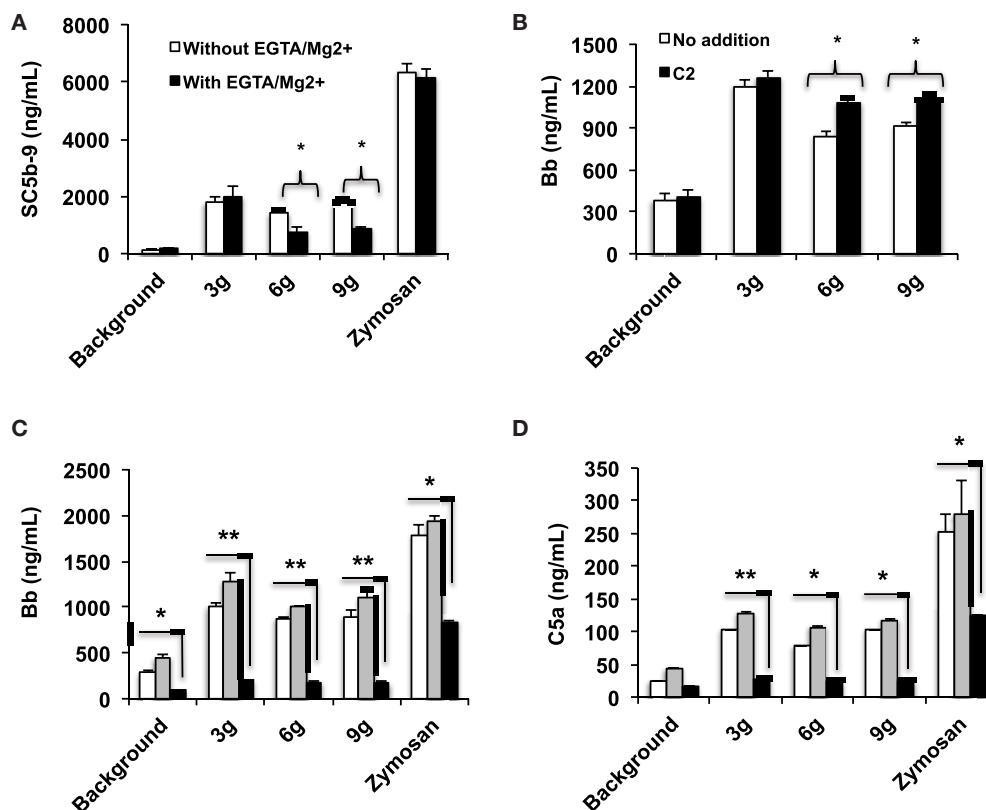 A
SC5b-9 (ng/mL)
8000
6000
4000
2000
0
Without EGTA/Mg2+
With EGTA/Mg2+
*
*
Background
3g
6g
9g
Zymosan
B
Bb (ng/mL)
1500
1200
900
600
300
0
No addition
C2
*
*
Background
3g
6g
9g
C
Bb (ng/mL)
2500
2000
1500
1000
500
0
*
**
**
**
*
Background
3g
6g
9g
Zymosan
D
C5a (ng/mL)
350
300
250
200
150
100
50
0
**
*
*
*
Background
3g
6g
9g
Zymosan